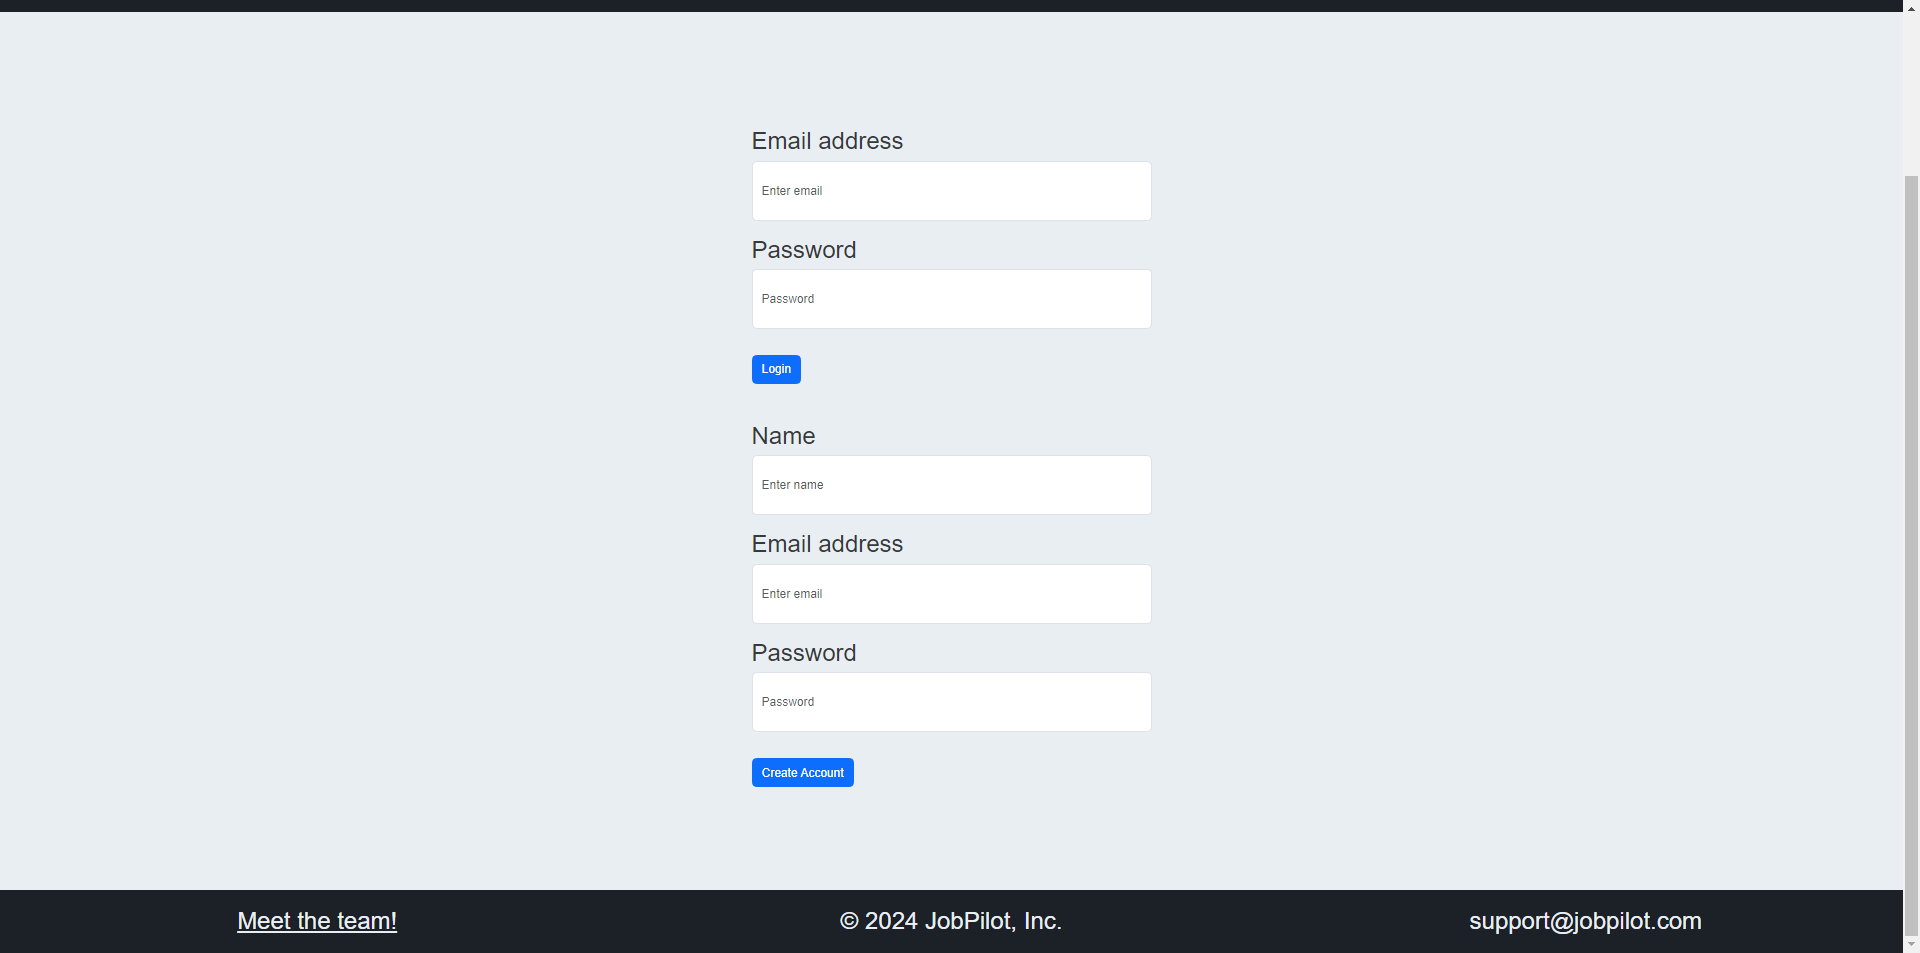 Email address
Enter email
Password
Password
Login
Name
Enter name
Email address
Enter email
Password
Password
Create Account
Meet the team! © 2024 JobPilot, Inc. support@jobpilot.com